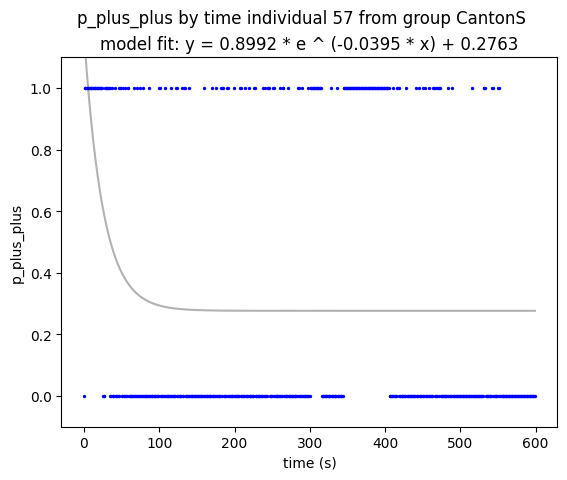 p_plus_plus by time individual 57 from group CantonS
model fit: y = 0.8992 * e ^ (-0.0395 * x) + 0.2763
1.0
0.8
0.6
0.4
0.2
0.0
p_plus_plus
0 100 200 300 400 500 600
time (s)